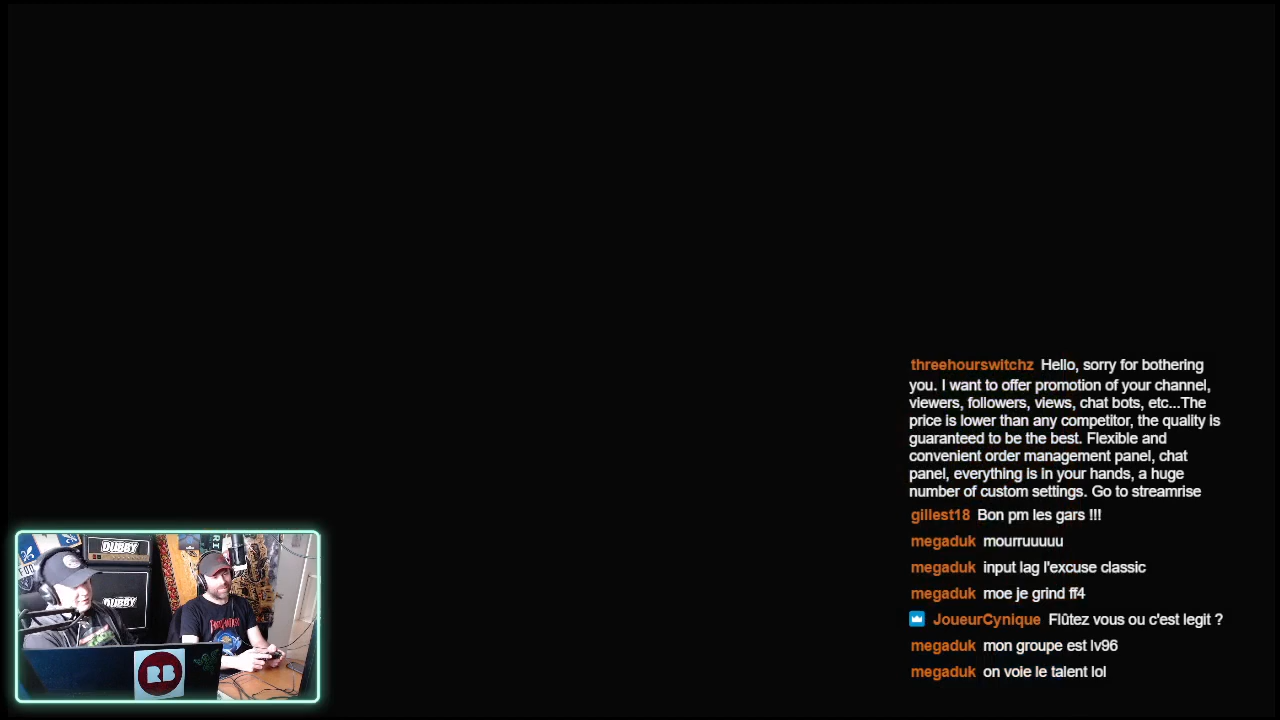 threehourswitchz Hello, sorry for bothering
you. I want to offer promotion of your channel,
viewers, followers, views, chat bots, etc...The
price is lower than any competitor, the quality is
guaranteed to be the best. Flexible and
convenient order management panel, chat
panel, everything is in your hands, a huge
number of custom settings. Go to streamrise
gillest18 Bon pm les gars !!!
megaduk mourruuuuu
megaduk input lag l'excuse classic
megaduk moe je grind ff4
JoueurCynique Flûtez vous ou c'est legit ?
megaduk mon groupe est lv96
megaduk on voie le talent lol
DUBBY
DUBBY
RB